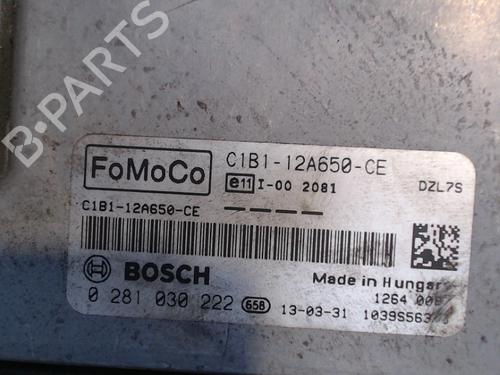 FoMoCo
C1B1-12A650-CE
e11 I-00 2081
DZL7S
C1B1-12A650-CE
BOSCH
Made in Hungary
0 281 030 222 658
13-03-31
1264
B-PARTS